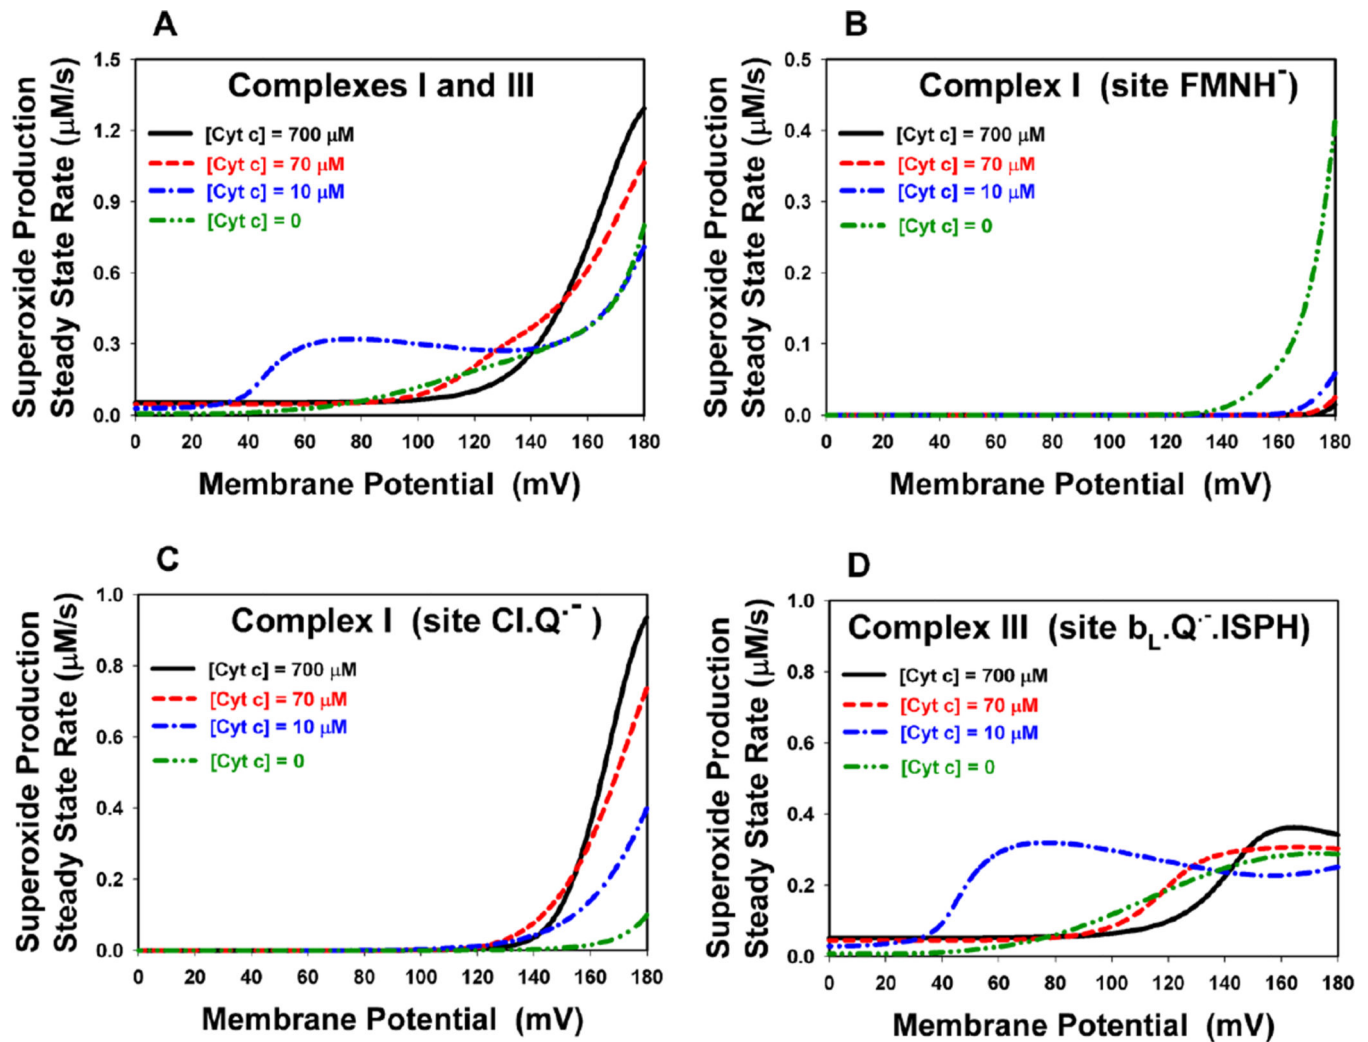 A
Superoxide Production
Steady State Rate (μM/s)
1.5
1.2
0.9
0.6
0.3
0.0
Complexes I and III
[Cyt c] = 700 μM
[Cyt c] = 70 μM
[Cyt c] = 10 μM
[Cyt c] = 0
0 20 40 60 80 100 120 140 160 180
Membrane Potential (mV)
B
Superoxide Production
Steady State Rate (μM/s)
0.5
0.4
0.3
0.2
0.1
0.0
Complex I (site FMNH⁻)
[Cyt c] = 700 μM
[Cyt c] = 70 μM
[Cyt c] = 10 μM
[Cyt c] = 0
0 20 40 60 80 100 120 140 160 180
Membrane Potential (mV)
C
Superoxide Production
Steady State Rate (μM/s)
1.0
0.8
0.6
0.4
0.2
0.0
Complex I (site CI.Q·⁻ )
[Cyt c] = 700 μM
[Cyt c] = 70 μM
[Cyt c] = 10 μM
[Cyt c] = 0
0 20 40 60 80 100 120 140 160 180
Membrane Potential (mV)
D
Superoxide Production
Steady State Rate (μM/s)
1.0
0.8
0.6
0.4
0.2
0.0
Complex III (site b_L.Q·⁻.ISPH)
[Cyt c] = 700 μM
[Cyt c] = 70 μM
[Cyt c] = 10 μM
[Cyt c] = 0
0 20 40 60 80 100 120 140 160 180
Membrane Potential (mV)